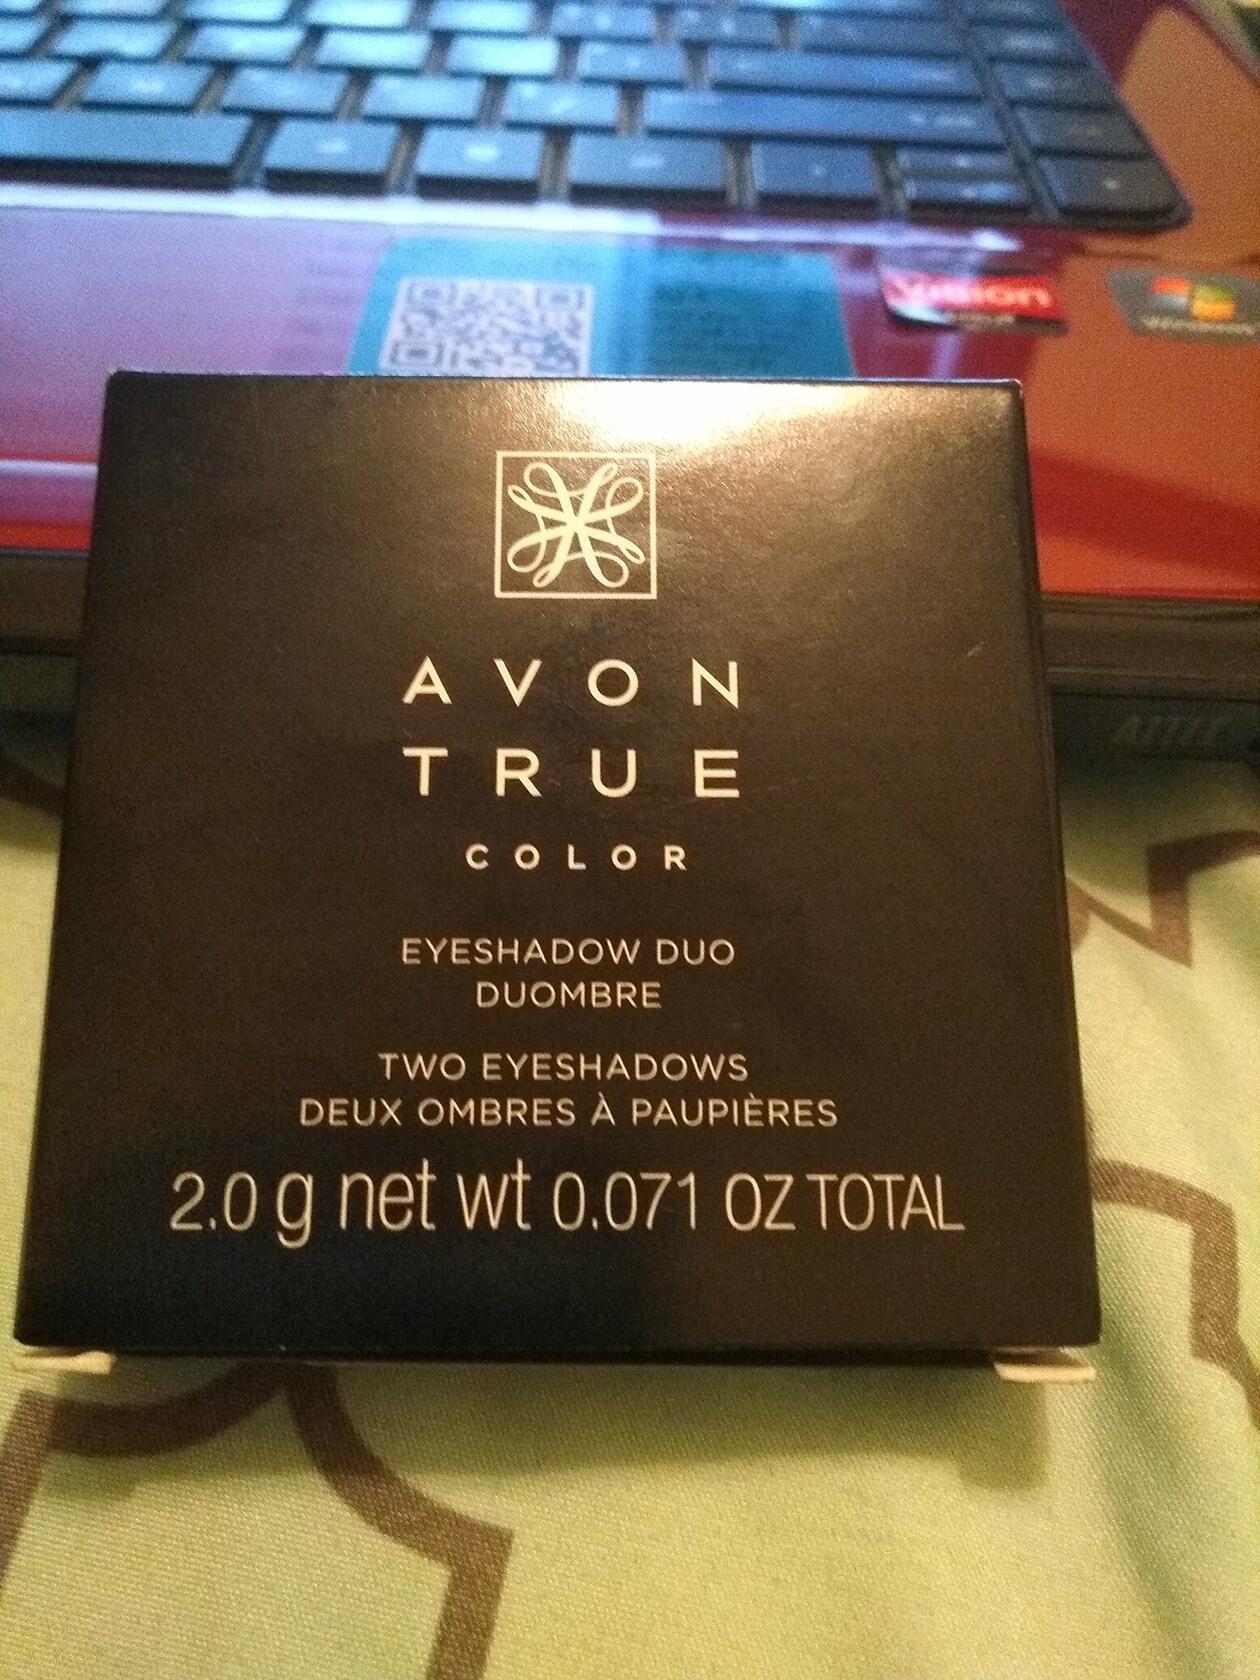 Vision
AVON
TRUE
COLOR
EYESHADOW DUO
DUOMBRE
TWO EYESHADOWS
DEUX OMBRES À PAUPIÈRES
2.0 g net wt 0.071 OZ TOTAL